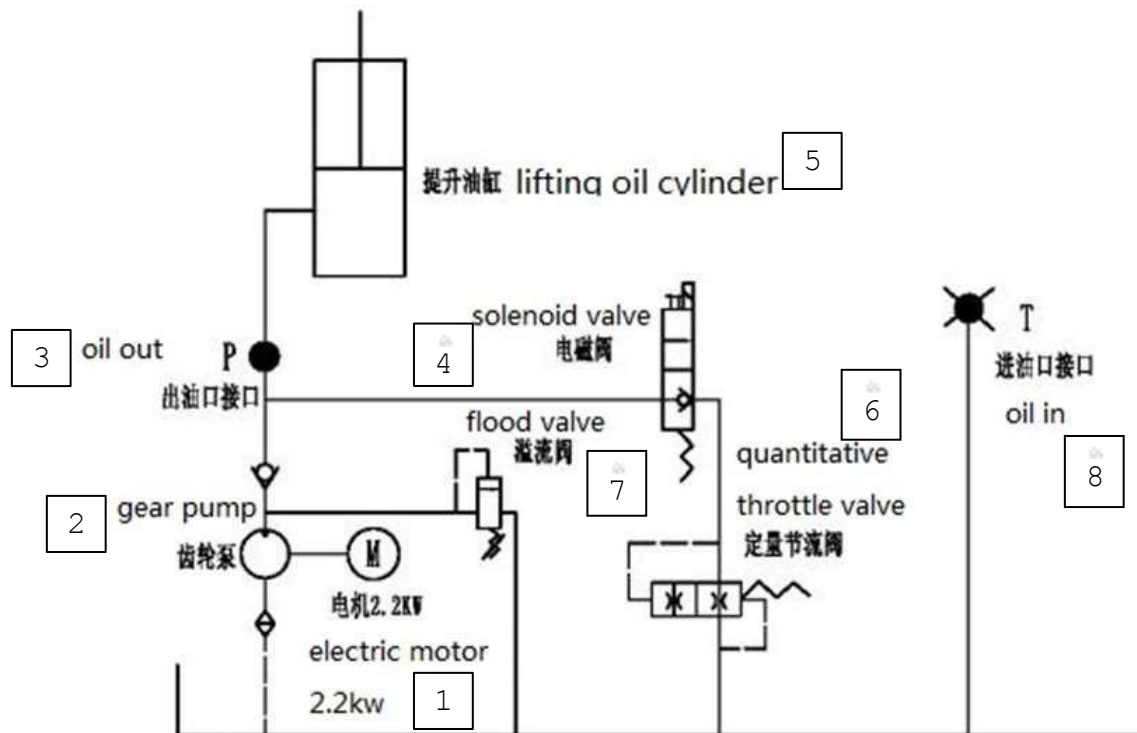 提升油缸 lifting oil cylinder
5
solenoid valve
电磁阀
4
3
oil out
P
出油口接口
T
进油口接口
oil in
6
8
flood valve
溢流阀
7
quantitative
throttle valve
定量节流阀
2
gear pump
齿轮泵
M
电机2.2KW
electric motor
2.2kw
1